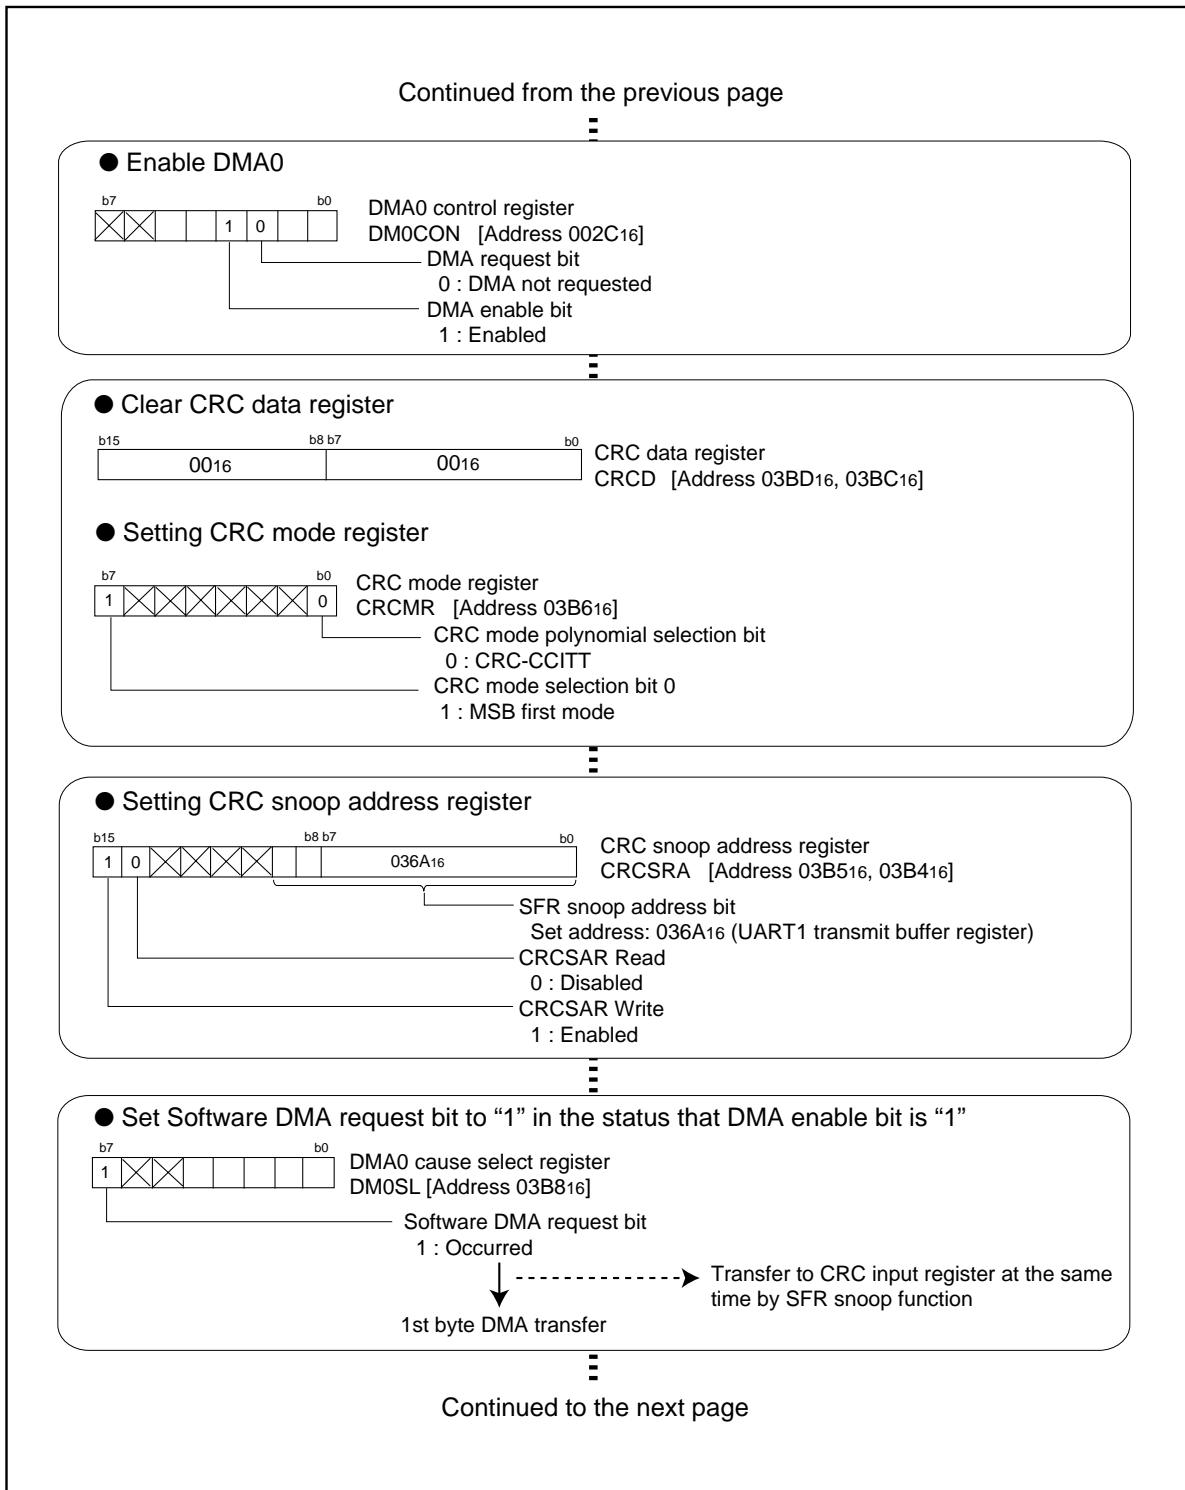 Continued from the previous page
● Enable DMA0
b7 b0
1 0
DMA0 control register
DM0CON [Address 002C16]
DMA request bit
0 : DMA not requested
DMA enable bit
1 : Enabled
● Clear CRC data register
b15 b8 b7 b0
0016 0016
CRC data register
CRCD [Address 03BD16, 03BC16]
● Setting CRC mode register
b7 b0
1 0
CRC mode register
CRCMR [Address 03B616]
CRC mode polynomial selection bit
0 : CRC-CCITT
CRC mode selection bit 0
1 : MSB first mode
● Setting CRC snoop address register
b15 b8 b7 b0
1 0 036A16
CRC snoop address register
CRCSRA [Address 03B516, 03B416]
SFR snoop address bit
Set address: 036A16 (UART1 transmit buffer register)
CRCSAR Read
0 : Disabled
CRCSAR Write
1 : Enabled
● Set Software DMA request bit to “1” in the status that DMA enable bit is “1”
b7 b0
1
DMA0 cause select register
DM0SL [Address 03B816]
Software DMA request bit
1 : Occurred
Transfer to CRC input register at the same
time by SFR snoop function
1st byte DMA transfer
Continued to the next page